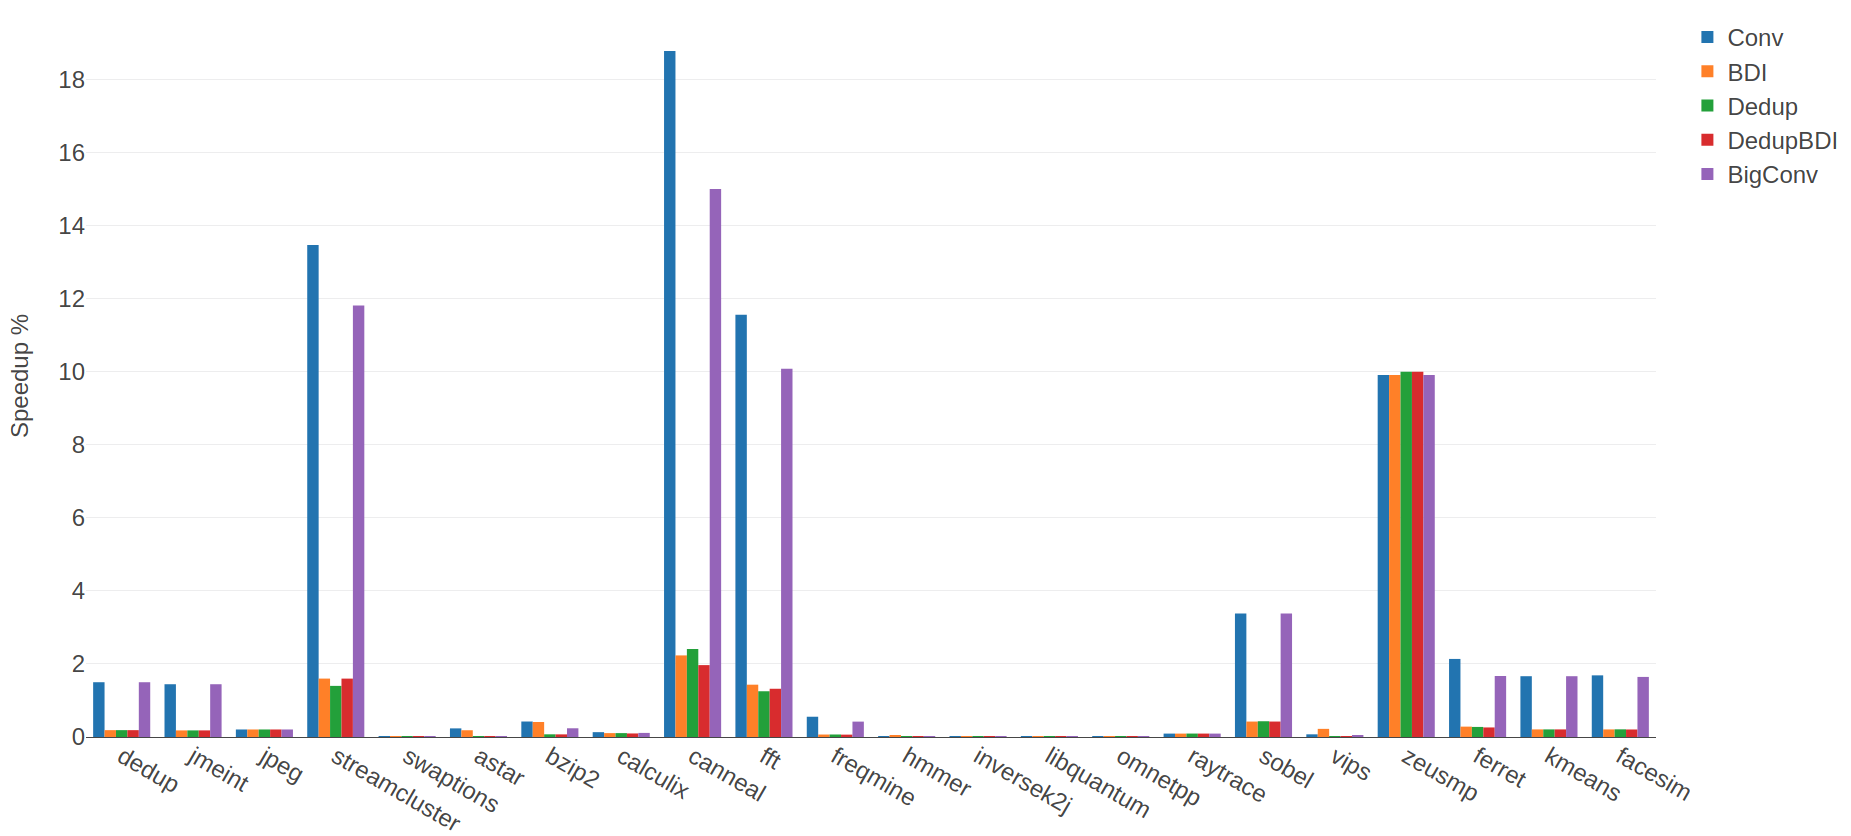 Conv
BDI
Dedup
DedupBDI
BigConv
Speedup %
18
16
14
12
10
8
6
4
2
0
dedup
jmeint
jpeg
streamcluster
swaptions
astar
bzip2
calculix
canneal
fft
freqmine
hmmer
inversek2j
libquantum
omnetpp
raytrace
sobel
vips
zeusmp
ferret
kmeans
facesim